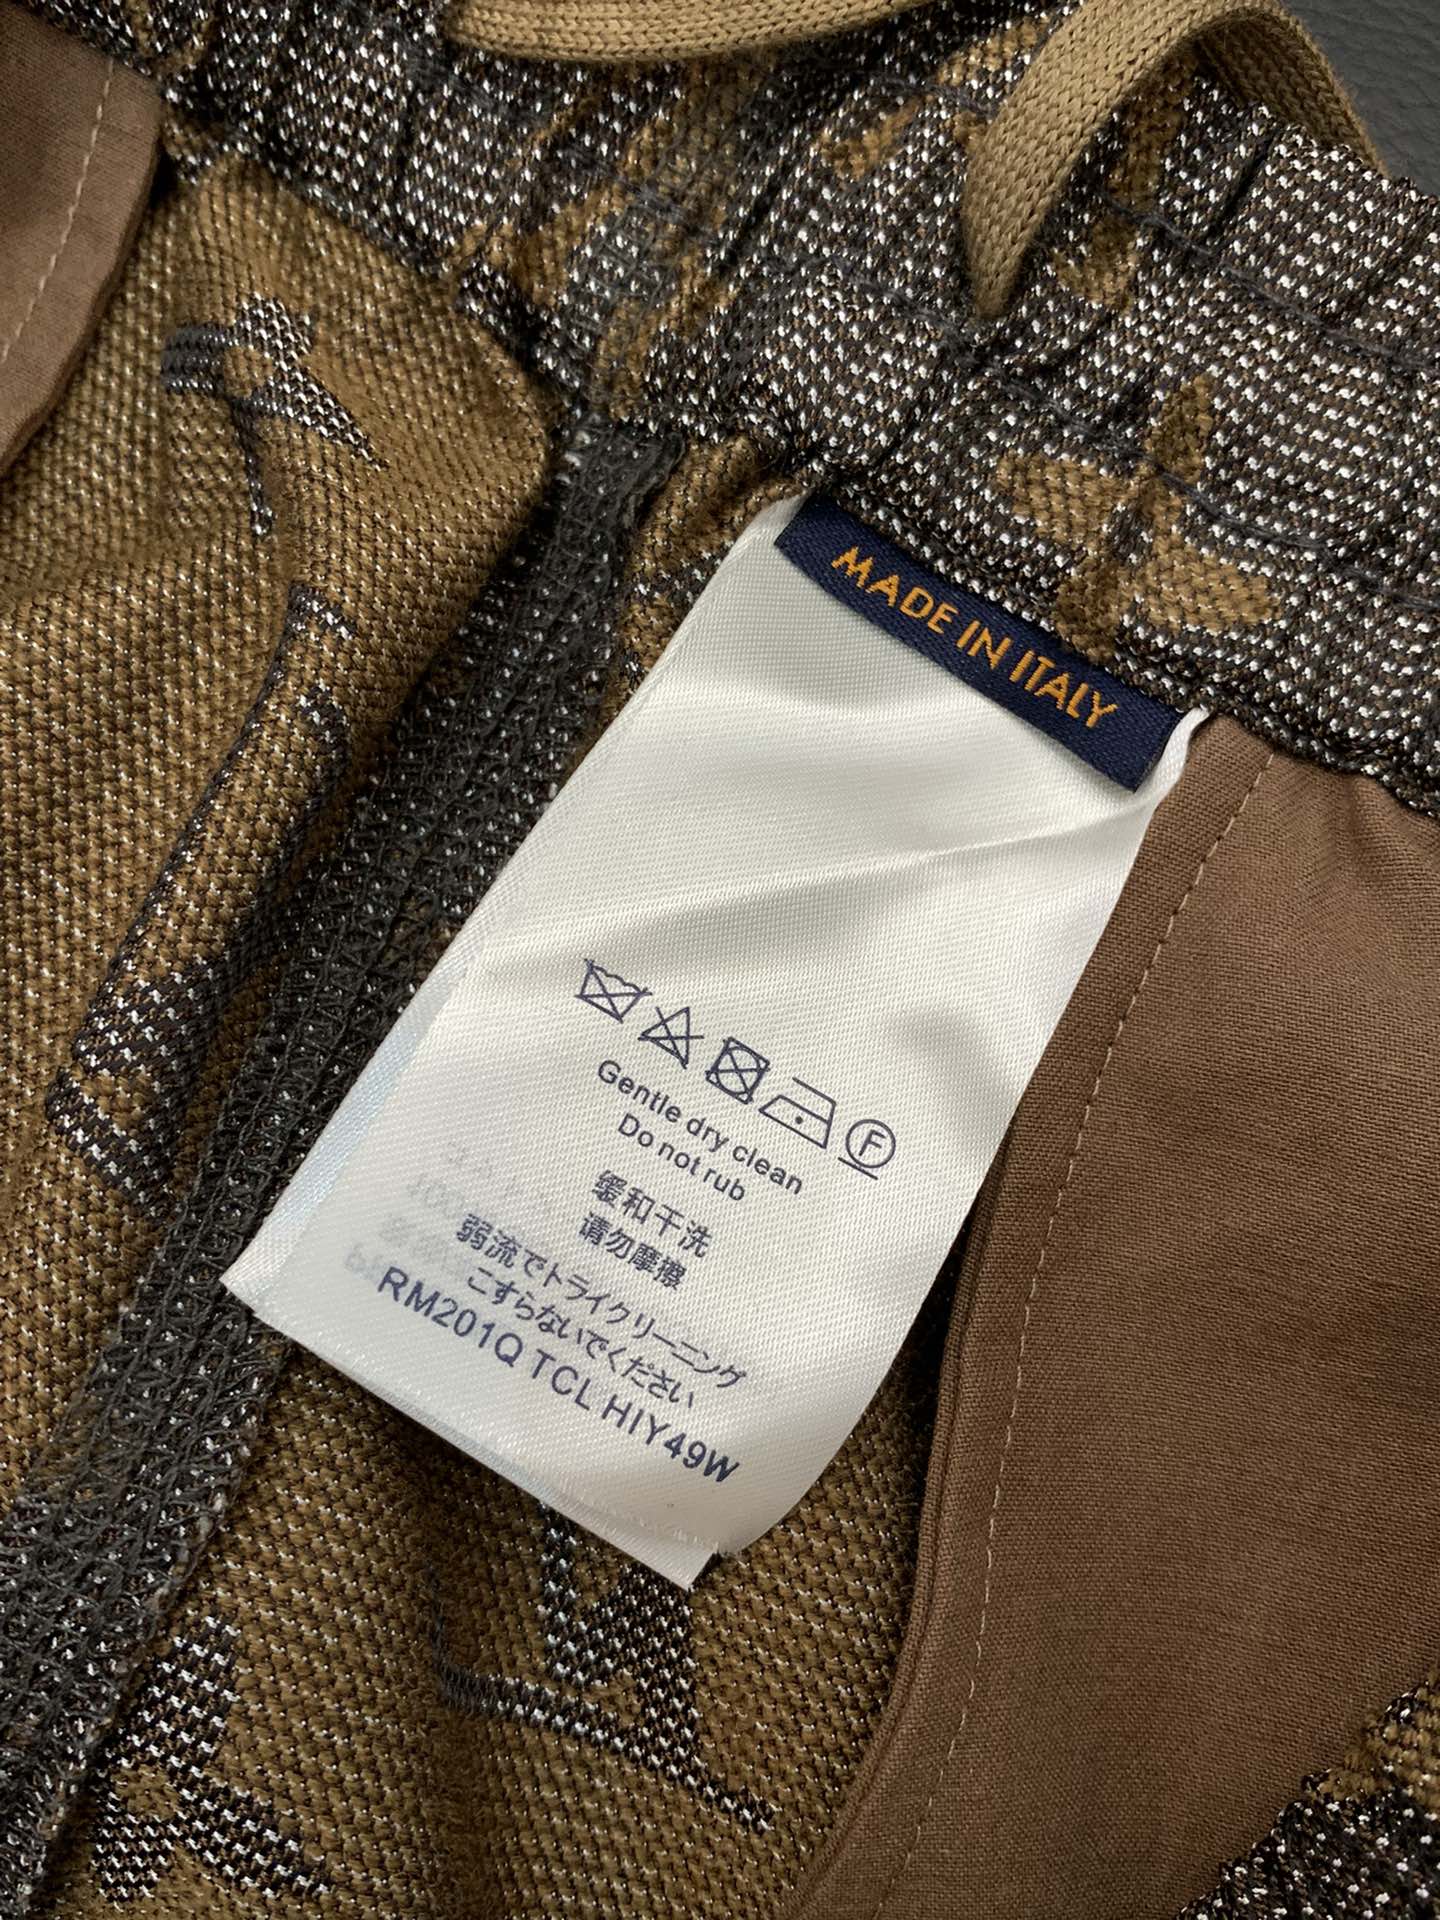 MADE IN ITALY
F
Gentle dry clean
Do not rub
缓和干洗
请勿摩擦
弱流でトライクリーニング
こすらないでください
RM201Q TCL HIY49W